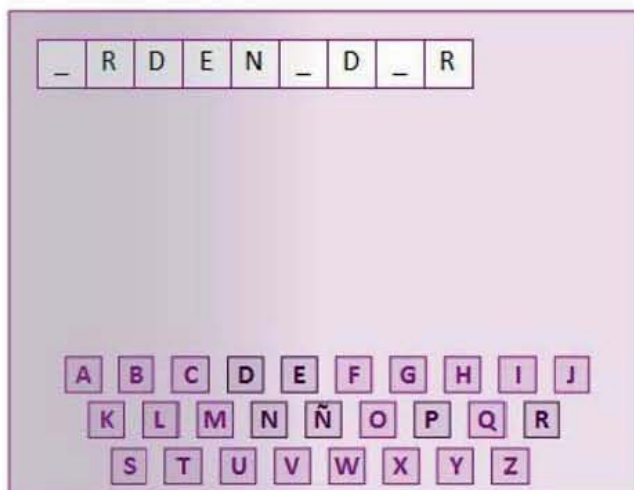 _ R D E N _ D _ R
A B C D E F G H I J
K L M N Ñ O P Q R
S T U V W X Y Z